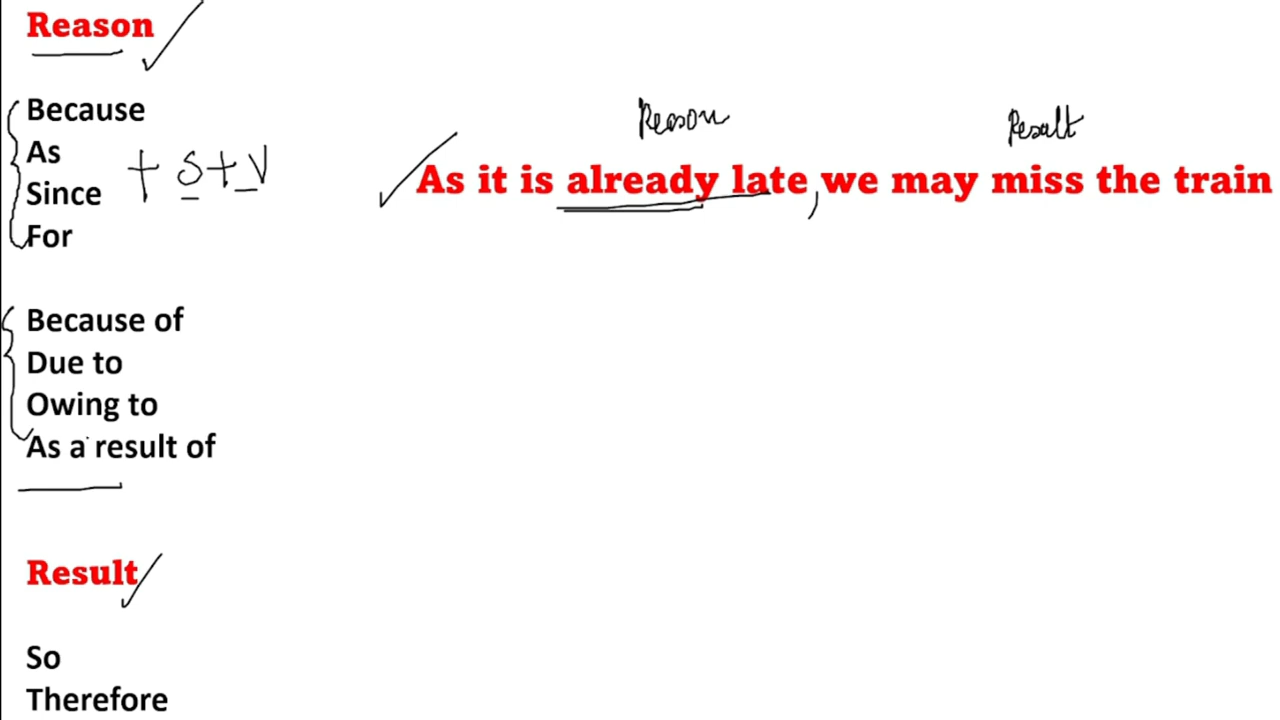 Reason
Because
As
Since
For
+ S+V
Because of
Due to
Owing to
As a result of
Result
So
Therefore
Reason
Result
As it is already late, we may miss the train